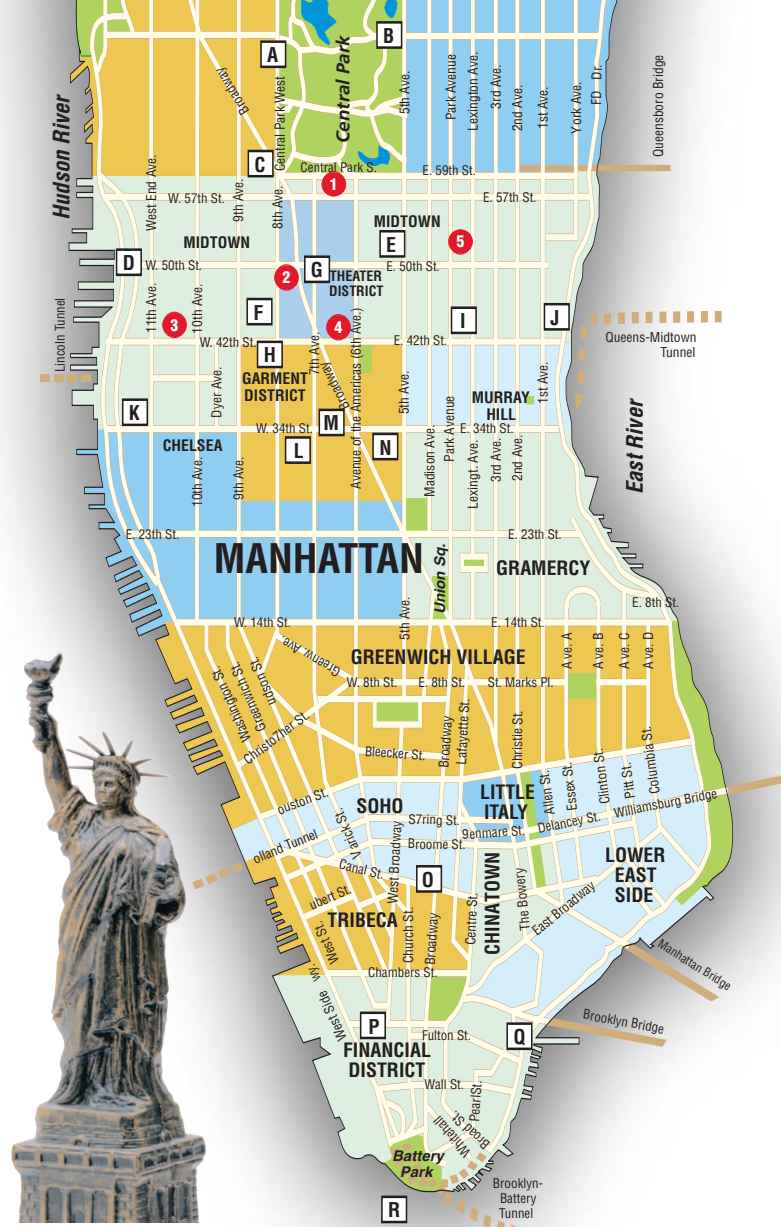 A
B
Central Park
Central Park West
Broadway
5th Ave.
Park Avenue
Lexington Ave.
3rd Ave.
2nd Ave.
1st Ave.
York Ave.
FD Dr.
Queensboro Bridge
Hudson River
C
Central Park S.
E. 59th St.
1
West End Ave.
W. 57th St.
9th Ave.
8th Ave.
E. 57th St.
MIDTOWN
MIDTOWN
E
5
D
W. 50th St.
G
E. 50th St.
2
THEATER
DISTRICT
11th Ave.
10th Ave.
F
3
4
I
J
Lincoln Tunnel
Queens-Midtown
Tunnel
W. 42th St.
E. 42th St.
H
7th Ave.
Broadway
Avenue of the Americas (6th Ave.)
GARMENT
DISTRICT
Dyer Ave.
5th Ave.
MURRAY
HILL
1st Ave.
K
M
W. 34th St.
E. 34th St.
Park Avenue
East River
CHELSEA
L
N
10th Ave.
9th Ave.
Madison Ave.
Lexingt. Ave.
3rd Ave.
2nd Ave.
E. 23th St.
E. 23th St.
MANHATTAN
Union Sq.
GRAMERCY
E. 8th St.
5th Ave.
W. 14th St.
E. 14th St.
Ave. A
Ave. B
Ave. C
Ave. D
Greenw. Ave.
GREENWICH VILLAGE
Washington St.
Greenwich St.
udson St.
W. 8th St.
E. 8th St.
St. Marks Pl.
Christo7her St.
Broadway
Lafayette St.
Christie St.
Bleecker St.
Allen St.
Essex St.
Clinton St.
Pitt St.
Columbia St.
ouston St.
SOHO
LITTLE
ITALY
Williamsburg Bridge
S7ring St.
9enmare St.
Delancey St.
Varick St.
olland Tunnel
Broome St.
West Broadway
Canal St.
O
CHINATOWN
The Bowery
LOWER
EAST
SIDE
ubert St.
TRIBECA
Church St.
Broadway
Centre St.
East Broadway
West St.
Chambers St.
Manhattan Bridge
West Side wy.
P
Fulton St.
Q
Brooklyn Bridge
FINANCIAL
DISTRICT
Wall St.
PearlSt.
Broad St.
Whitehall
Battery
Park
Brooklyn-
Battery
Tunnel
R